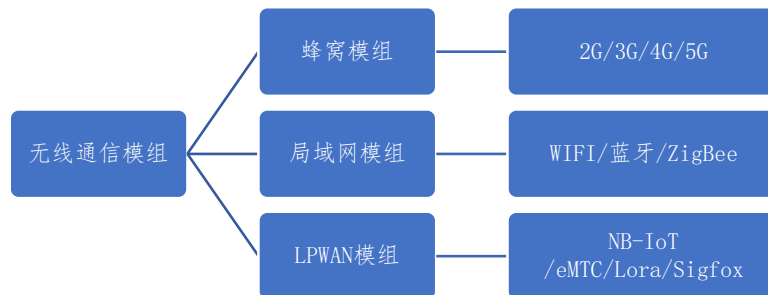 蜂窝模组
2G/3G/4G/5G
无线通信模组
局域网模组
WIFI/蓝牙/ZigBee
LPWAN模组
NB-IoT
/eMTC/Lora/Sigfox